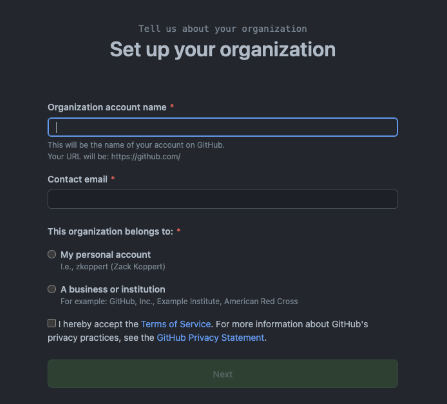 Tell us about your organization
Set up your organization
Organization account name *
This will be the name of your account on GitHub.
Your URL will be: https://github.com/
Contact email *
This organization belongs to: *
My personal account
I.e., zkoppert (Zack Koppert)
A business or institution
For example: GitHub, Inc., Example Institute, American Red Cross
I hereby accept the Terms of Service. For more information about GitHub's
privacy practices, see the GitHub Privacy Statement.
Next